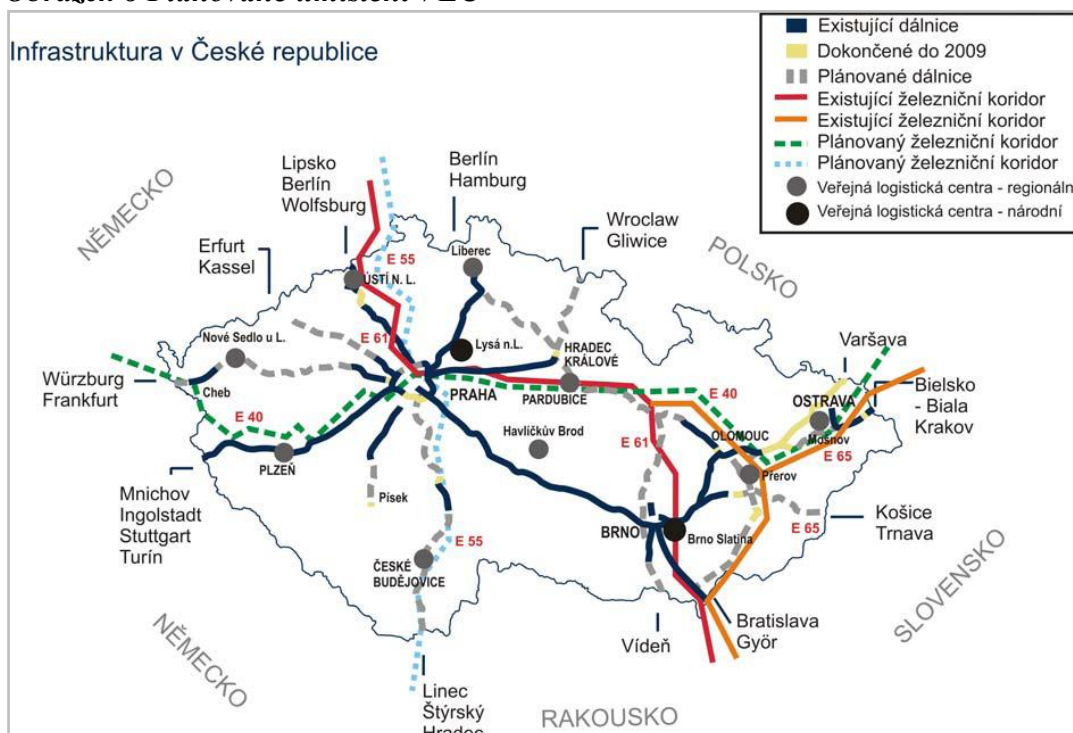 Infrastruktura v České republice
Existující dálnice
Dokončené do 2009
Plánované dálnice
Existující železniční koridor
Existující železniční koridor
Plánovaný železniční koridor
Plánovaný železniční koridor
Veřejná logistická centra - regionáln
Veřejná logistická centra - národní
NĚMECKO
Lipsko
Berlín
Wolfsburg
Berlín
Hamburg
Wroclaw
Gliwice
POLSKO
Erfurt
Kassel
E 55
ÚSTÍ N. L.
Liberec
E 61
Lysá n.L.
HRADEC
KRÁLOVÉ
Nové Sedlo u L.
Varšava
Würzburg
Frankfurt
Cheb
PRAHA
PARDUBICE
E 40
OSTRAVA
Mošnov
Bielsko
- Biala
Krakov
E 40
PLZEŇ
Havlíčkův Brod
E 61
OLOMOUC
E 65
Přerov
Mnichov
Ingolstadt
Stuttgart
Turín
Písek
BRNO
Brno Slatina
E 65
Košice
Trnava
E 55
ČESKÉ
BUDĚJOVICE
SLOVENSKO
NĚMECKO
Vídeň
Bratislava
Györ
Linec
Štýrský
Hradec
RAKOUSKO